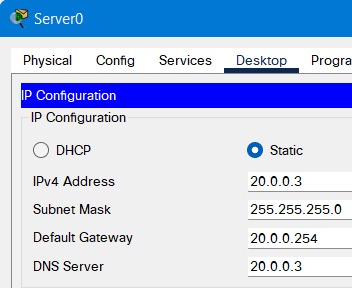 Server0
Physical Config Services Desktop Progra
IP Configuration
IP Configuration
DHCP Static
IPv4 Address 20.0.0.3
Subnet Mask 255.255.255.0
Default Gateway 20.0.0.254
DNS Server 20.0.0.3